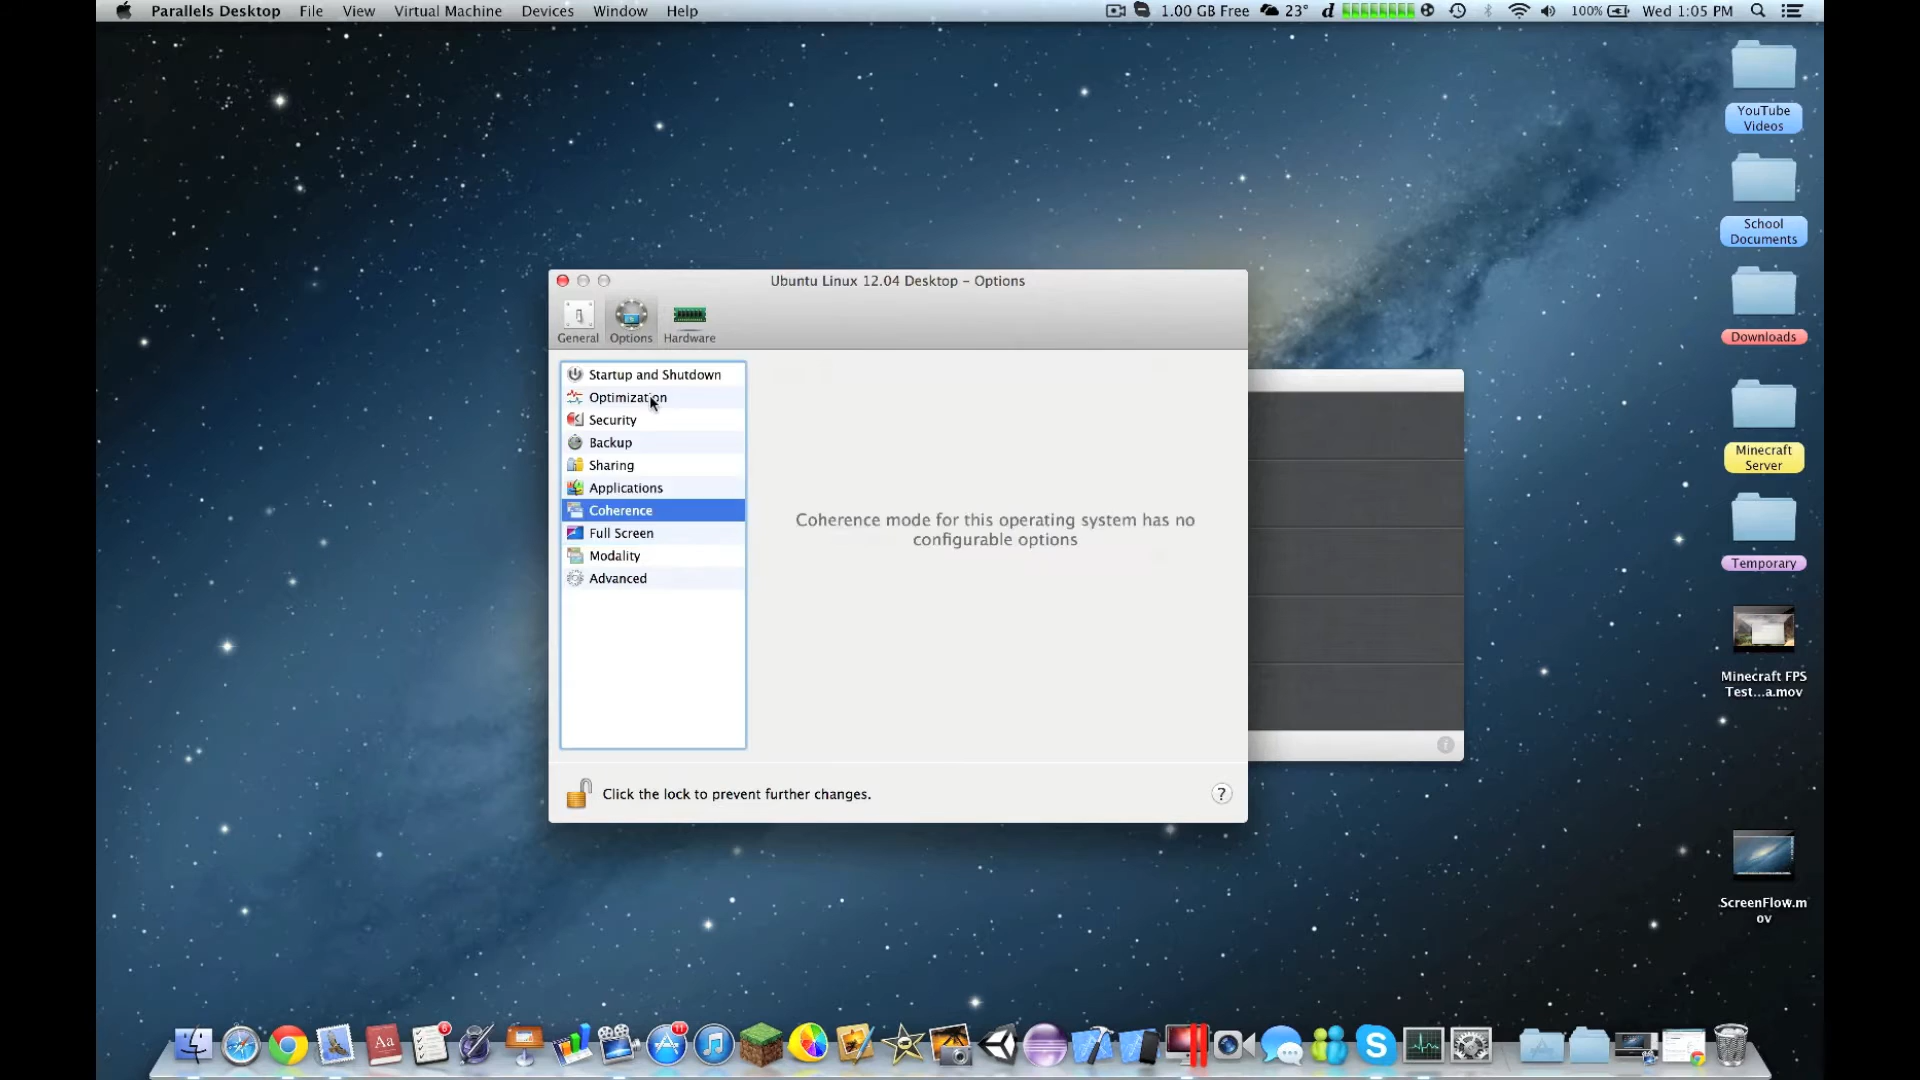 Parallels Desktop File View Virtual Machine Devices Window Help 1.00 GB Free 23° d 100% Wed 1:05 PM
YouTube
Videos
School
Documents
Downloads
Minecraft
Server
Temporary
Minecraft FPS
Test...a.mov
ScreenFlow.m
ov
Ubuntu Linux 12.04 Desktop – Options
General Options Hardware
Startup and Shutdown
Optimization
Security
Backup
Sharing
Applications
Coherence
Full Screen
Modality
Advanced
Coherence mode for this operating system has no
configurable options
Click the lock to prevent further changes.
?
Aa
6
11
S